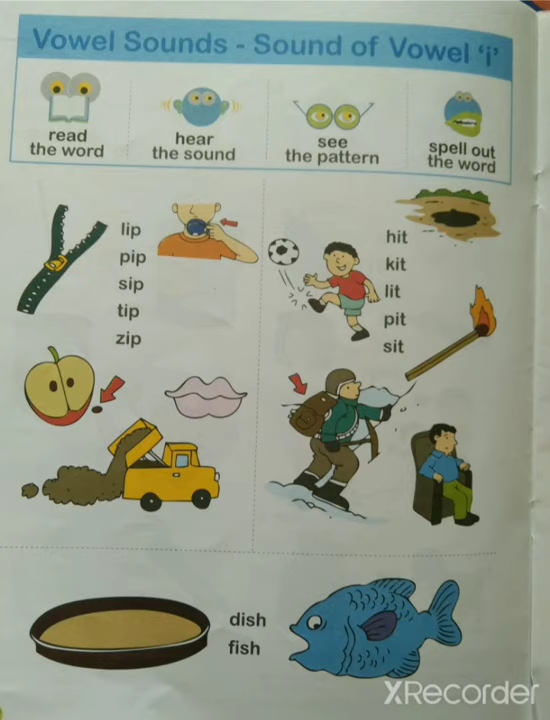 Vowel Sounds - Sound of Vowel ‘i’
read
the word
hear
the sound
see
the pattern
spell out
the word
lip
pip
sip
tip
zip
hit
kit
lit
pit
sit
dish
fish
XRecorder